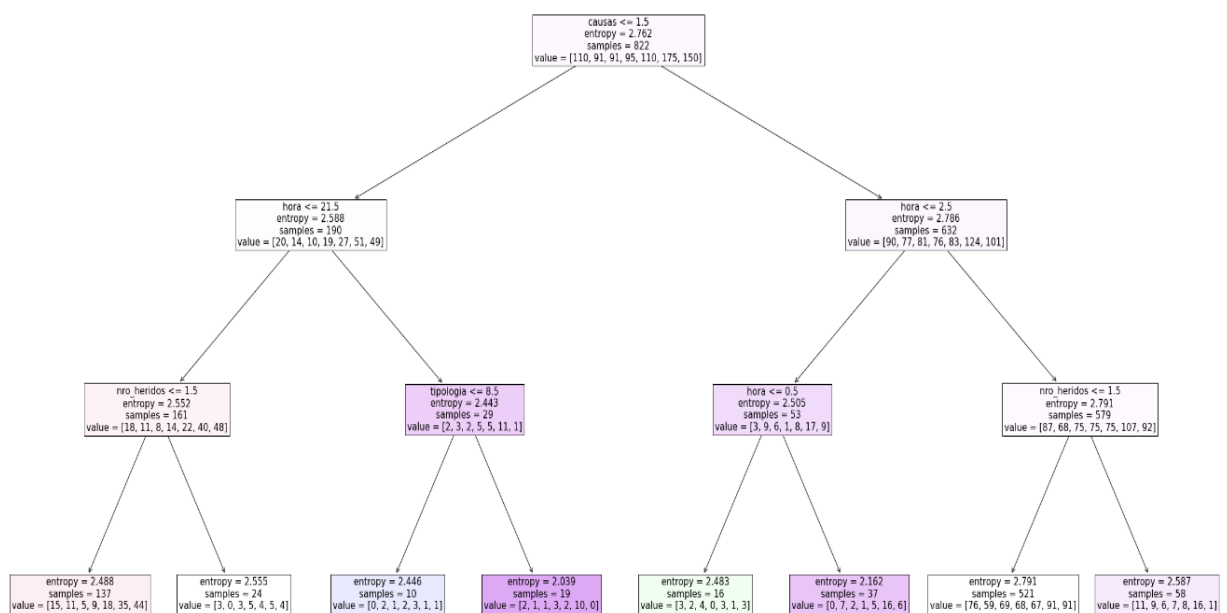 causas <= 1.5
entropy = 2.762
samples = 822
value = [110, 91, 91, 95, 110, 175, 150]
hora <= 21.5
entropy = 2.588
samples = 190
value = [20, 14, 10, 19, 27, 51, 49]
hora <= 2.5
entropy = 2.786
samples = 632
value = [90, 77, 81, 76, 83, 124, 101]
nro_heridos <= 1.5
entropy = 2.552
samples = 161
value = [18, 11, 8, 14, 22, 40, 48]
tipologia <= 8.5
entropy = 2.443
samples = 29
value = [2, 3, 2, 5, 5, 11, 1]
hora <= 0.5
entropy = 2.505
samples = 53
value = [3, 9, 6, 1, 8, 17, 9]
nro_heridos <= 1.5
entropy = 2.791
samples = 579
value = [87, 68, 75, 75, 75, 107, 92]
entropy = 2.488
samples = 137
value = [15, 11, 5, 9, 18, 35, 44]
entropy = 2.555
samples = 24
value = [3, 0, 3, 5, 4, 5, 4]
entropy = 2.446
samples = 10
value = [0, 2, 1, 2, 3, 1, 1]
entropy = 2.039
samples = 19
value = [2, 1, 1, 3, 2, 10, 0]
entropy = 2.483
samples = 16
value = [3, 2, 4, 0, 3, 1, 3]
entropy = 2.162
samples = 37
value = [0, 7, 2, 1, 5, 16, 6]
entropy = 2.791
samples = 521
value = [76, 59, 69, 68, 67, 91, 91]
entropy = 2.587
samples = 58
value = [11, 9, 6, 7, 8, 16, 1]